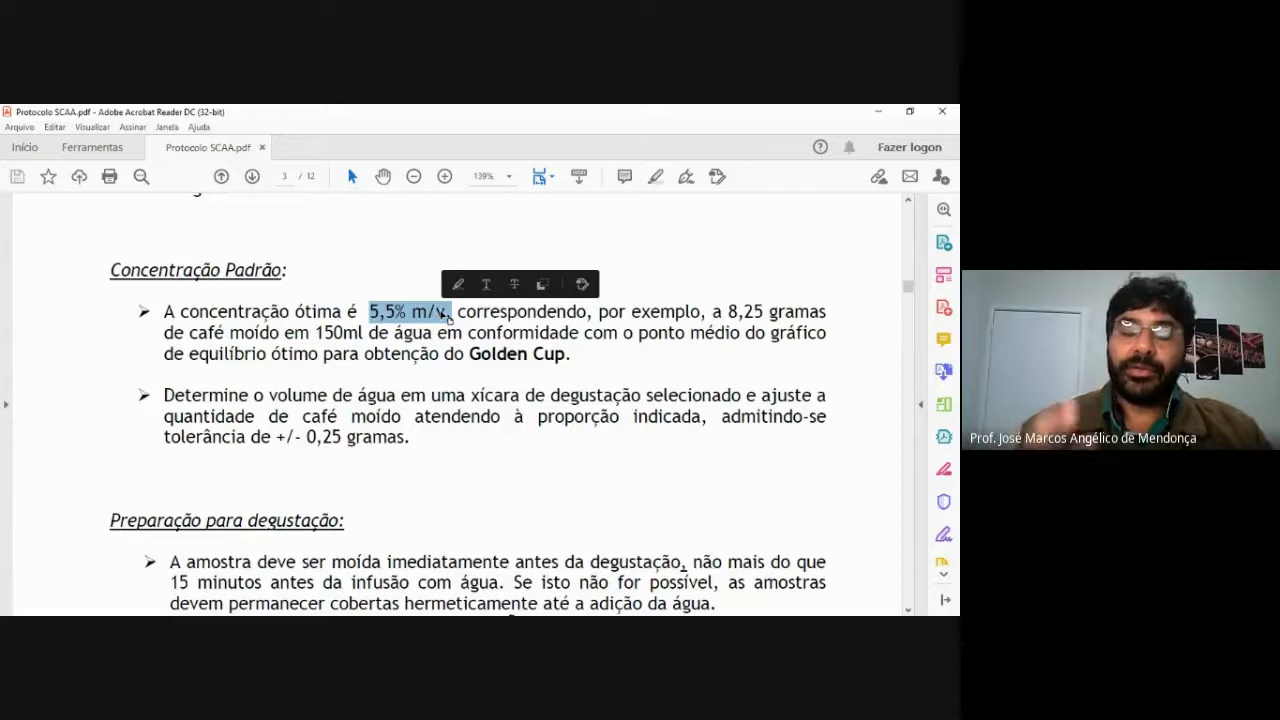 Protocolo SCAA.pdf - Adobe Acrobat Reader DC (32-bit)
Arquivo Editar Visualizar Assinar Janela Ajuda
Início Ferramentas Protocolo SCAA.pdf × Fazer logon
3 / 12 139%
Concentração Padrão:
➢ A concentração ótima é 5,5% m/v, correspondendo, por exemplo, a 8,25 gramas
de café moído em 150ml de água em conformidade com o ponto médio do gráfico
de equilíbrio ótimo para obtenção do Golden Cup.
➢ Determine o volume de água em uma xícara de degustação selecionado e ajuste a
quantidade de café moído atendendo à proporção indicada, admitindo-se
tolerância de +/- 0,25 gramas.
Preparação para degustação:
➢ A amostra deve ser moída imediatamente antes da degustação, não mais do que
15 minutos antes da infusão com água. Se isto não for possível, as amostras
devem permanecer cobertas hermeticamente até a adição da água.
Prof. José Marcos Angélico de Mendonça